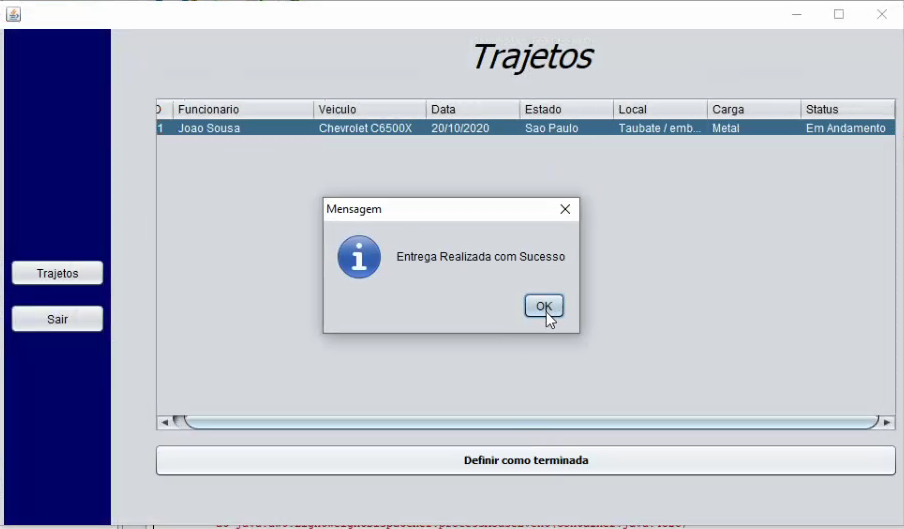 Trajetos
Funcionario Veiculo Data Estado Local Carga Status
1 Joao Sousa Chevrolet C6500X 20/10/2020 Sao Paulo Taubate / emb... Metal Em Andamento
Mensagem
Entrega Realizada com Sucesso
OK
Trajetos
Sair
Definir como terminada